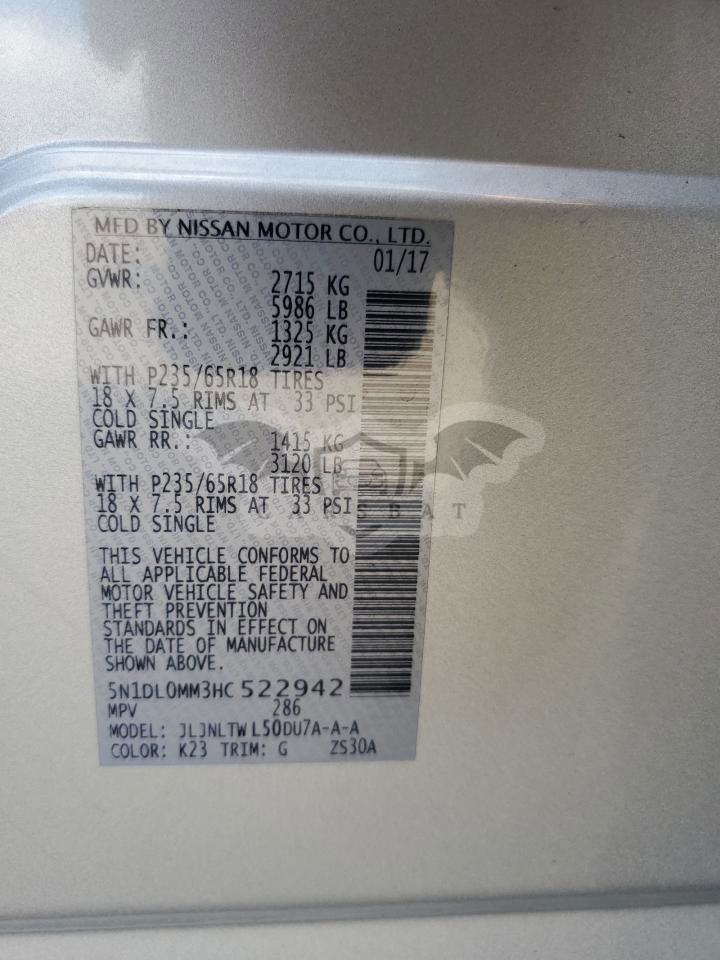 MFD BY NISSAN MOTOR CO., LTD.
DATE: 01/17
GVWR: 2715 KG
5986 LB
GAWR FR.: 1325 KG
2921 LB
WITH P235/65R18 TIRES
18 X 7.5 RIMS AT 33 PSI
COLD SINGLE
GAWR RR.: 1415 KG
3120 LB
WITH P235/65R18 TIRES
18 X 7.5 RIMS AT 33 PSI
COLD SINGLE
THIS VEHICLE CONFORMS TO
ALL APPLICABLE FEDERAL
MOTOR VEHICLE SAFETY AND
THEFT PREVENTION
STANDARDS IN EFFECT ON
THE DATE OF MANUFACTURE
SHOWN ABOVE.
5N1DL0MM3HC 522942
MPV 286
MODEL: JLJNLTW L50DU7A-A-A
COLOR: K23 TRIM: G ZS30A